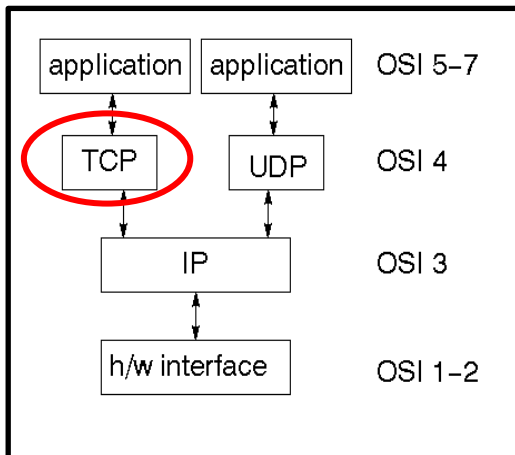 application application OSI 5-7
TCP UDP OSI 4
IP OSI 3
h/w interface OSI 1-2